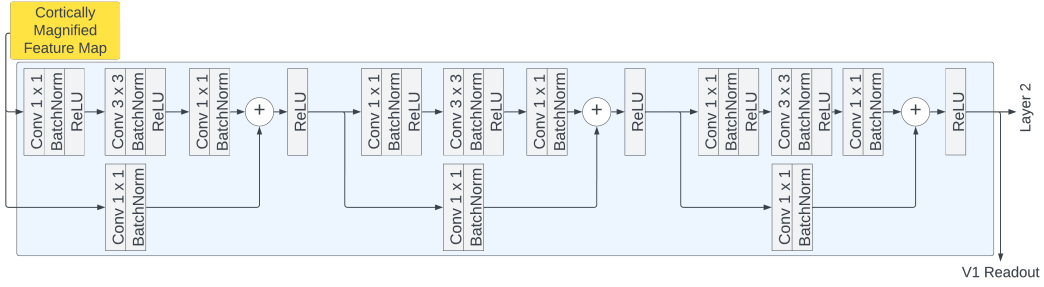 Cortically
Magnified
Feature Map
Conv 1 x 1
BatchNorm
ReLU
Conv 3 x 3
BatchNorm
ReLU
Conv 1 x 1
BatchNorm
+
ReLU
Conv 1 x 1
BatchNorm
ReLU
Conv 3 x 3
BatchNorm
ReLU
Conv 1 x 1
BatchNorm
+
ReLU
Conv 1 x 1
BatchNorm
ReLU
Conv 3 x 3
BatchNorm
ReLU
Conv 1 x 1
BatchNorm
+
ReLU
Layer 2
Conv 1 x 1
BatchNorm
Conv 1 x 1
BatchNorm
Conv 1 x 1
BatchNorm
V1 Readout